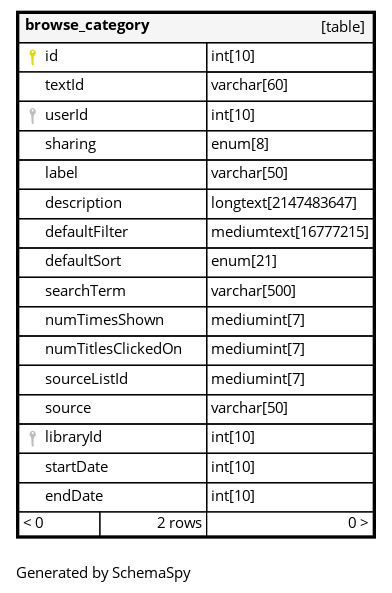 browse_category [table]
id int[10]
textId varchar[60]
userId int[10]
sharing enum[8]
label varchar[50]
description longtext[2147483647]
defaultFilter mediumtext[16777215]
defaultSort enum[21]
searchTerm varchar[500]
numTimesShown mediumint[7]
numTitlesClickedOn mediumint[7]
sourceListId mediumint[7]
source varchar[50]
libraryId int[10]
startDate int[10]
endDate int[10]
< 0 2 rows 0 >
Generated by SchemaSpy